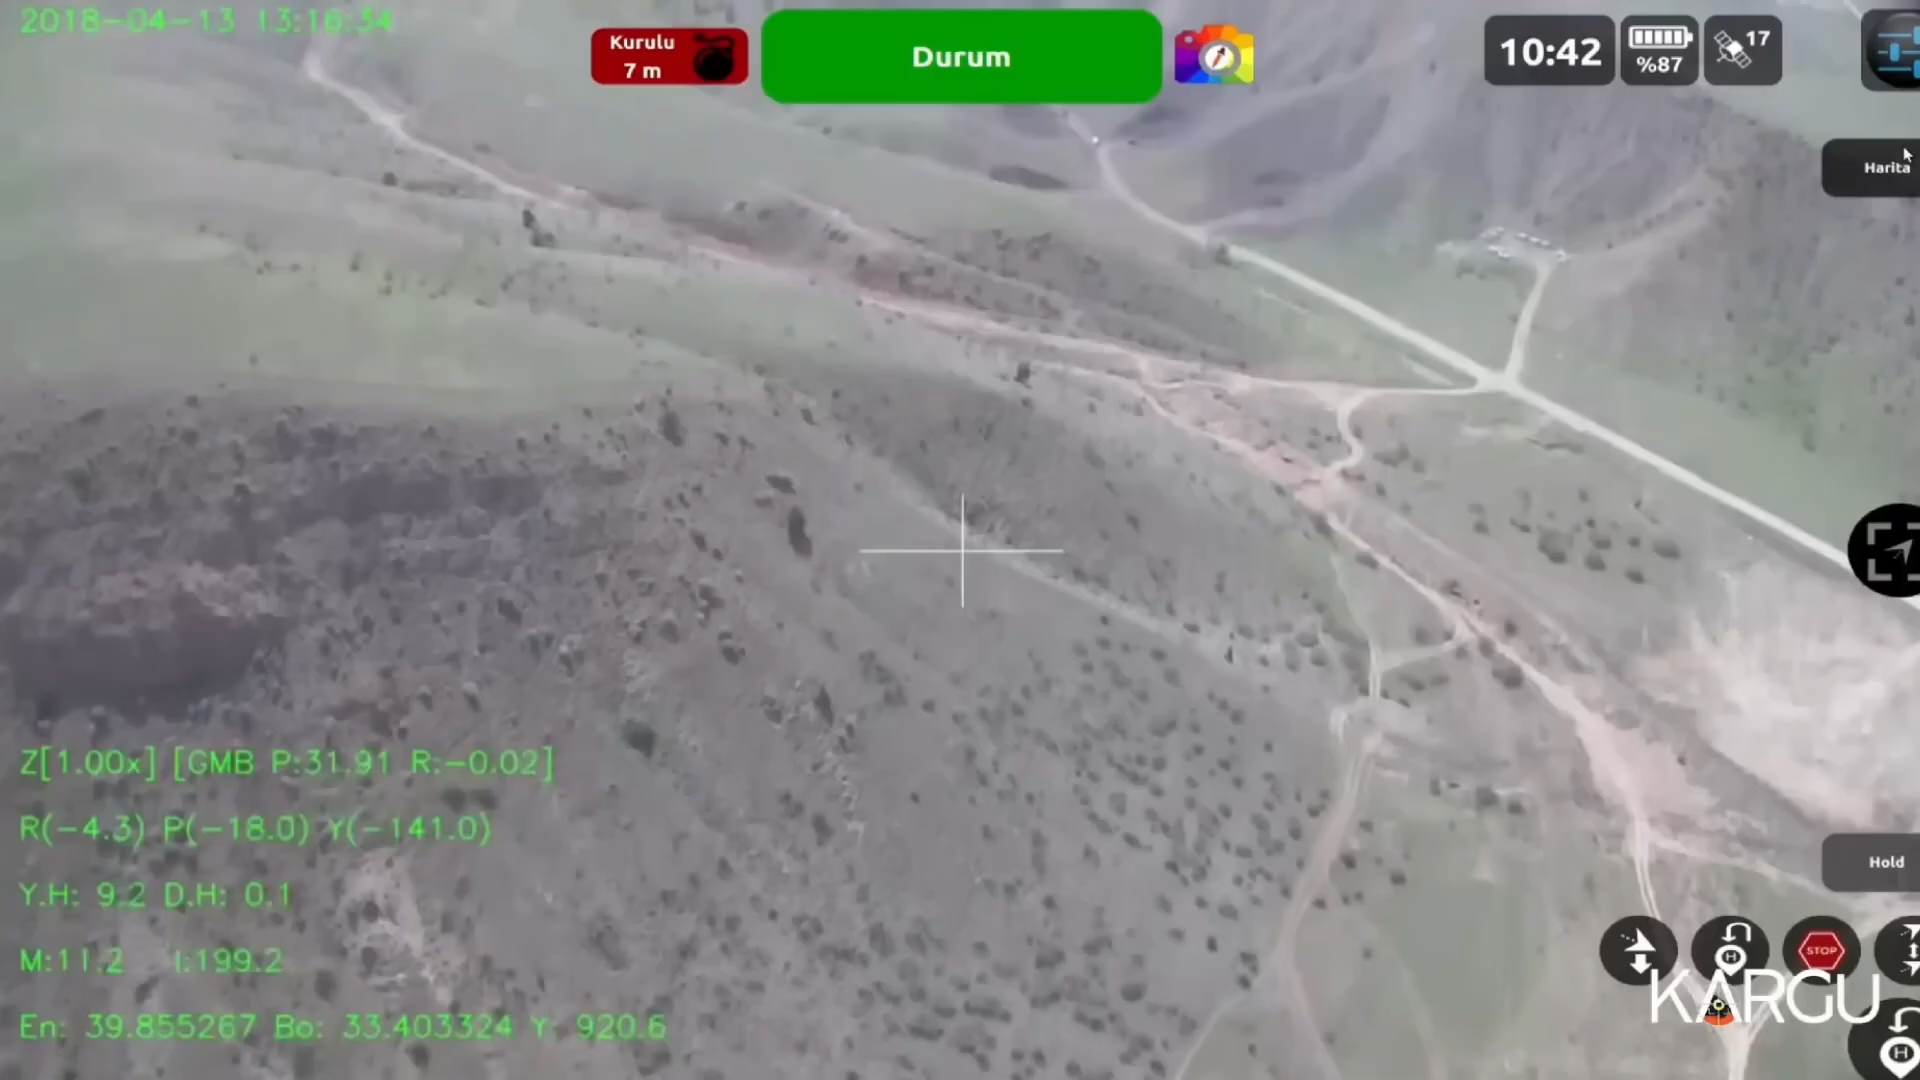 2018-04-13 13:16:34
Kurulu
7 m
Durum
10:42
%87
17
Harita
Z[1.00x] [GMB P:31.91 R:-0.02]
R(-4.3) P(-18.0) Y(-141.0)
Y.H: 9.2 D.H: 0.1
M:11.2 I:199.2
En: 39.855267 Bo: 33.403324 Y: 920.6
Hold
H
STOP
KARGU
H